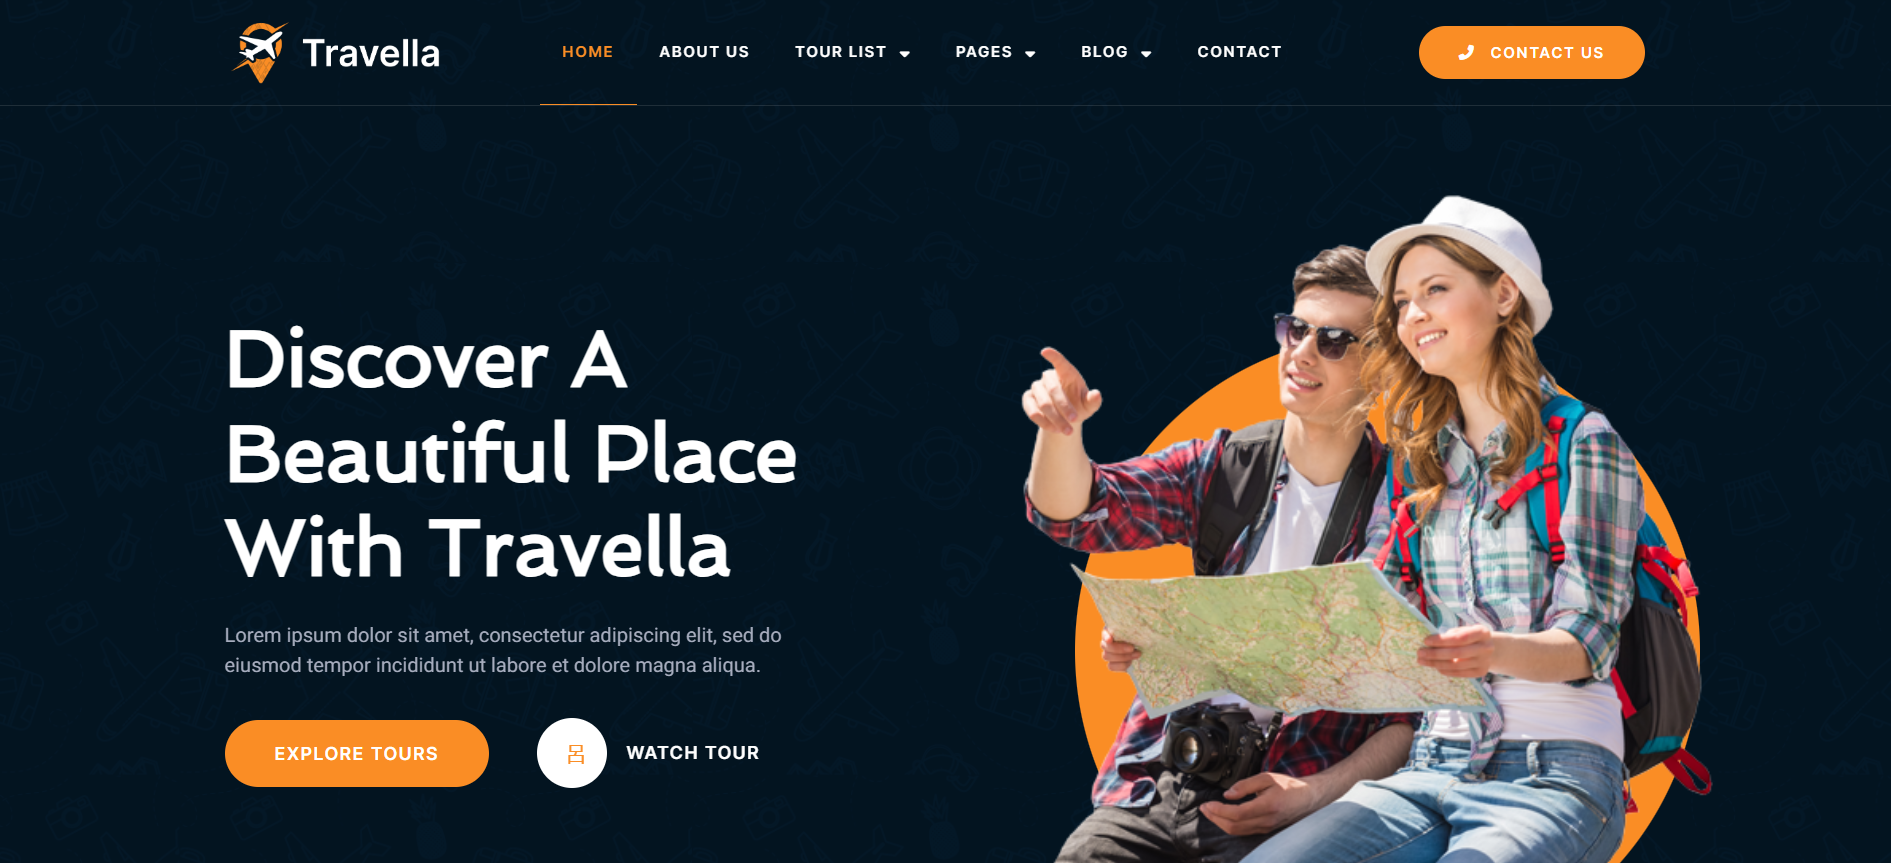 Travella
HOME
ABOUT US
TOUR LIST
PAGES
BLOG
CONTACT
CONTACT US
Discover A
Beautiful Place
With Travella
Lorem ipsum dolor sit amet, consectetur adipiscing elit, sed do
eiusmod tempor incididunt ut labore et dolore magna aliqua.
EXPLORE TOURS
呂
WATCH TOUR